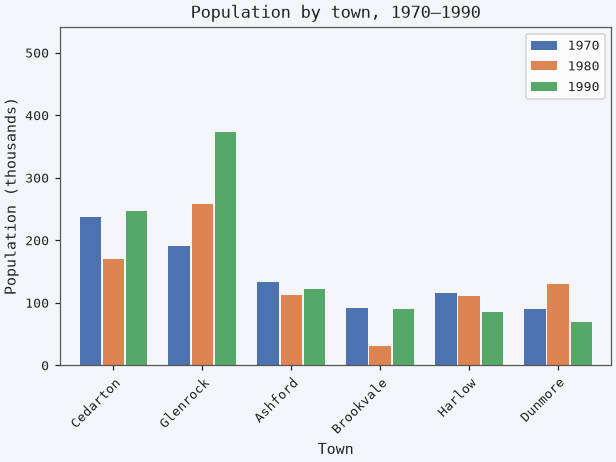 Population by town, 1970–1990
Population (thousands)
500
400
300
200
100
0
1970
1980
1990
Cedarton
Glenrock
Ashford
Brookvale
Harlow
Dunmore
Town